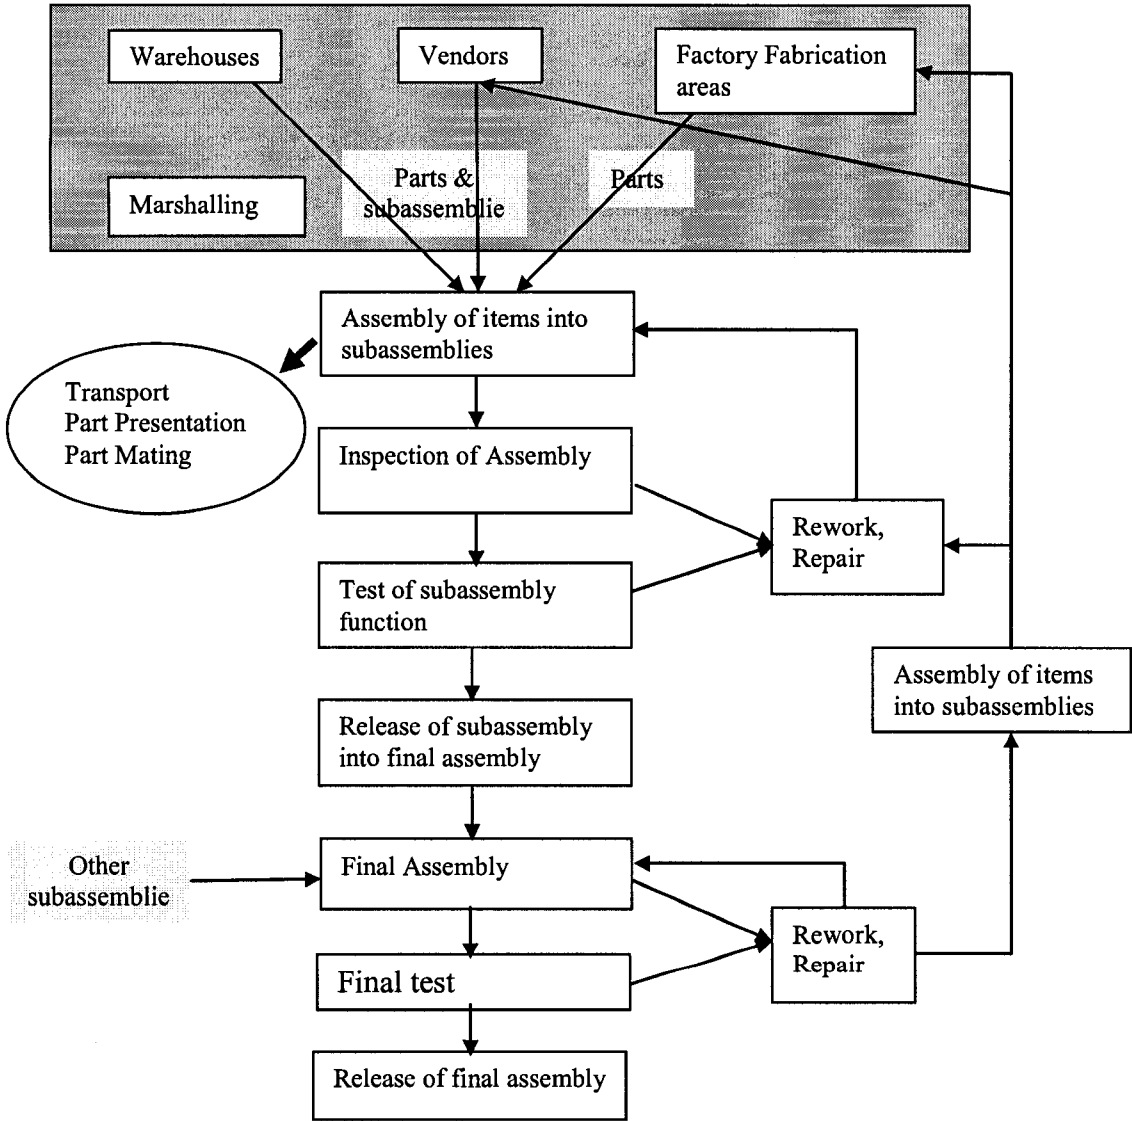 Warehouses
Vendors
Factory Fabrication
areas
Marshalling
Parts &
subassemblie
Parts
Assembly of items into
subassemblies
Transport
Part Presentation
Part Mating
Inspection of Assembly
Rework,
Repair
Test of subassembly
function
Assembly of items
into subassemblies
Release of subassembly
into final assembly
Other
subassemblie
Final Assembly
Rework,
Repair
Final test
Release of final assembly